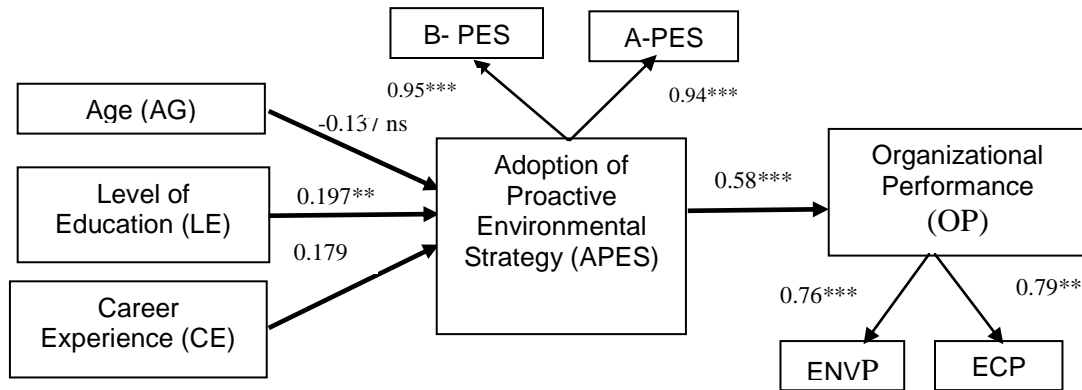 B- PES
A-PES
0.95***
0.94***
Age (AG)
-0.137 ns
Level of
Education (LE)
0.197**
0.179
Career
Experience (CE)
Adoption of
Proactive
Environmental
Strategy (APES)
0.58***
Organizational
Performance
(OP)
0.76***
0.79**
ENVP
ECP